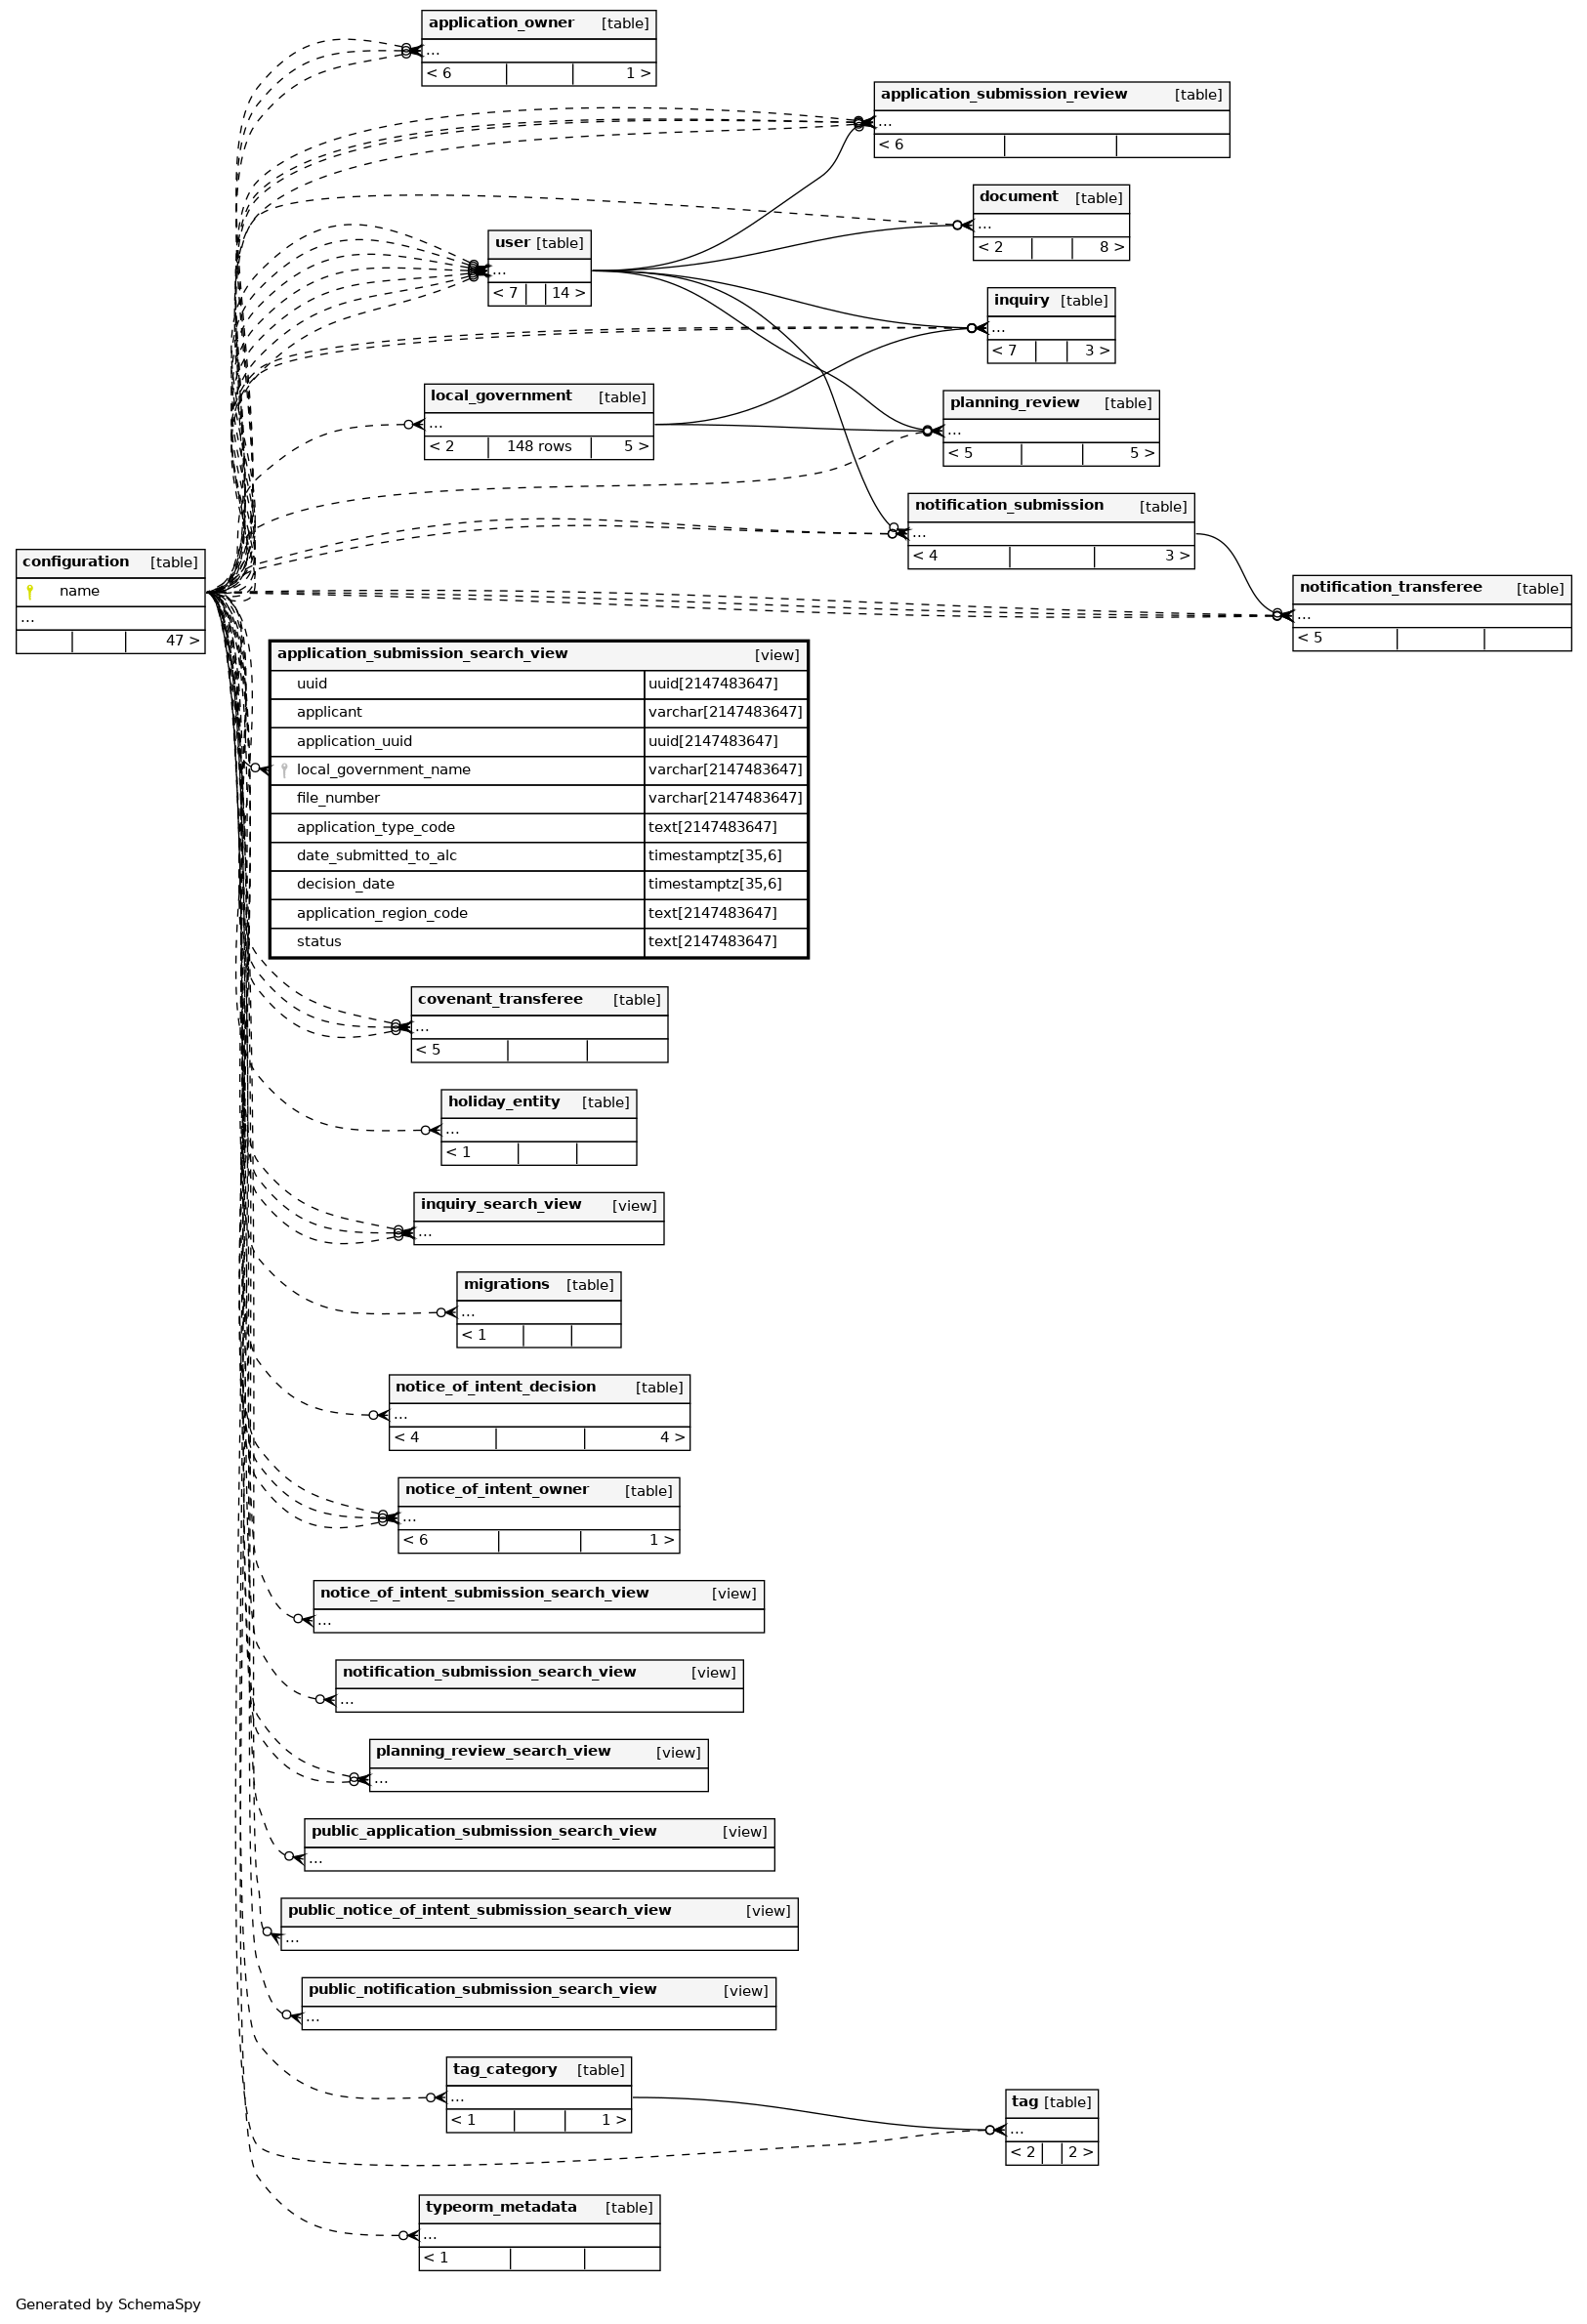 application_owner [table]
...
< 6 1 >
application_submission_review [table]
...
< 6
document [table]
...
< 2 8 >
user [table]
...
< 7 14 >
inquiry [table]
...
< 7 3 >
local_government [table]
...
< 2 148 rows 5 >
planning_review [table]
...
< 5 5 >
notification_submission [table]
...
< 4 3 >
configuration [table]
name
...
47 >
notification_transferee [table]
...
< 5
application_submission_search_view [view]
uuid uuid[2147483647]
applicant varchar[2147483647]
application_uuid uuid[2147483647]
local_government_name varchar[2147483647]
file_number varchar[2147483647]
application_type_code text[2147483647]
date_submitted_to_alc timestamptz[35,6]
decision_date timestamptz[35,6]
application_region_code text[2147483647]
status text[2147483647]
covenant_transferee [table]
...
< 5
holiday_entity [table]
...
< 1
inquiry_search_view [view]
...
migrations [table]
...
< 1
notice_of_intent_decision [table]
...
< 4 4 >
notice_of_intent_owner [table]
...
< 6 1 >
notice_of_intent_submission_search_view [view]
...
notification_submission_search_view [view]
...
planning_review_search_view [view]
...
public_application_submission_search_view [view]
...
public_notice_of_intent_submission_search_view [view]
...
public_notification_submission_search_view [view]
...
tag_category [table]
...
< 1 1 >
tag [table]
...
< 2 2 >
typeorm_metadata [table]
...
< 1
Generated by SchemaSpy